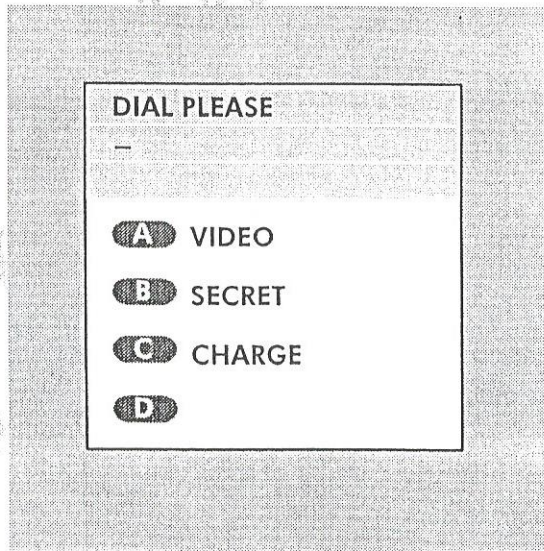 DIAL PLEASE
–
A VIDEO
B SECRET
C CHARGE
D